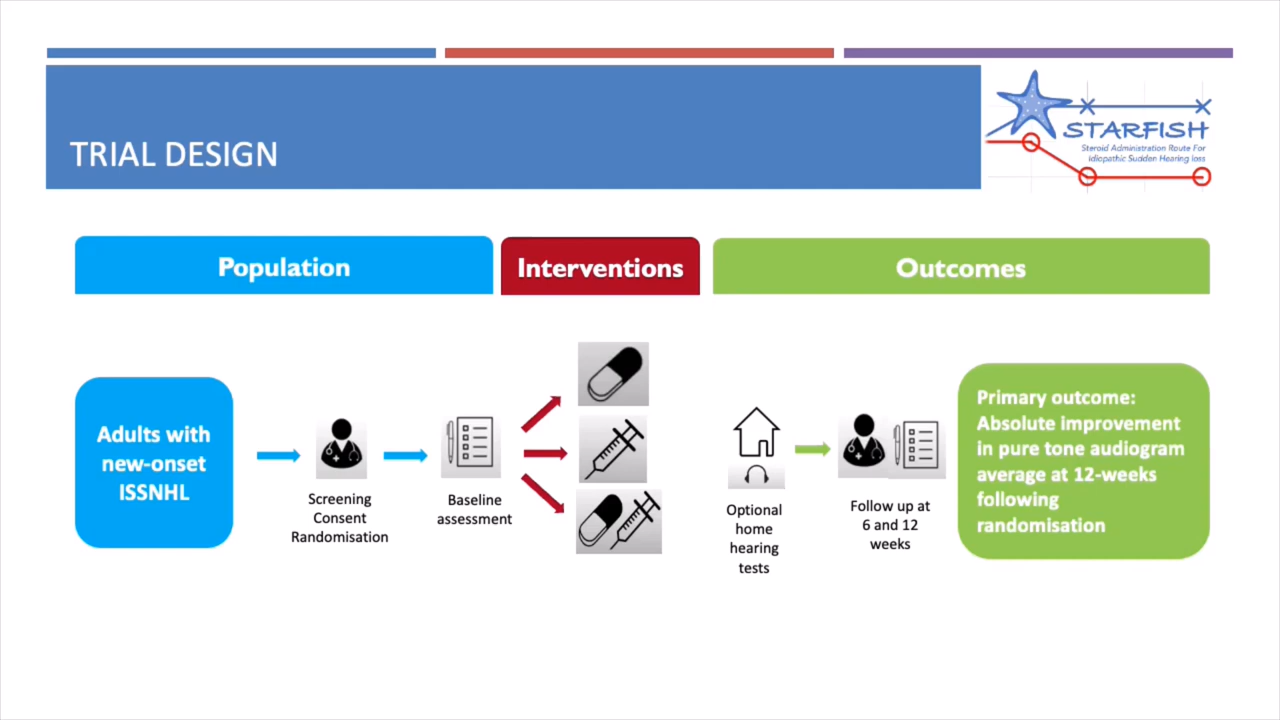 TRIAL DESIGN
STARFISH
Steroid Administration Route For
Idiopathic Sudden Hearing loss
Population
Interventions
Outcomes
Adults with
new-onset
ISSNHL
Screening
Consent
Randomisation
Baseline
assessment
Optional
home
hearing
tests
Follow up at
6 and 12
weeks
Primary outcome:
Absolute improvement
in pure tone audiogram
average at 12-weeks
following
randomisation